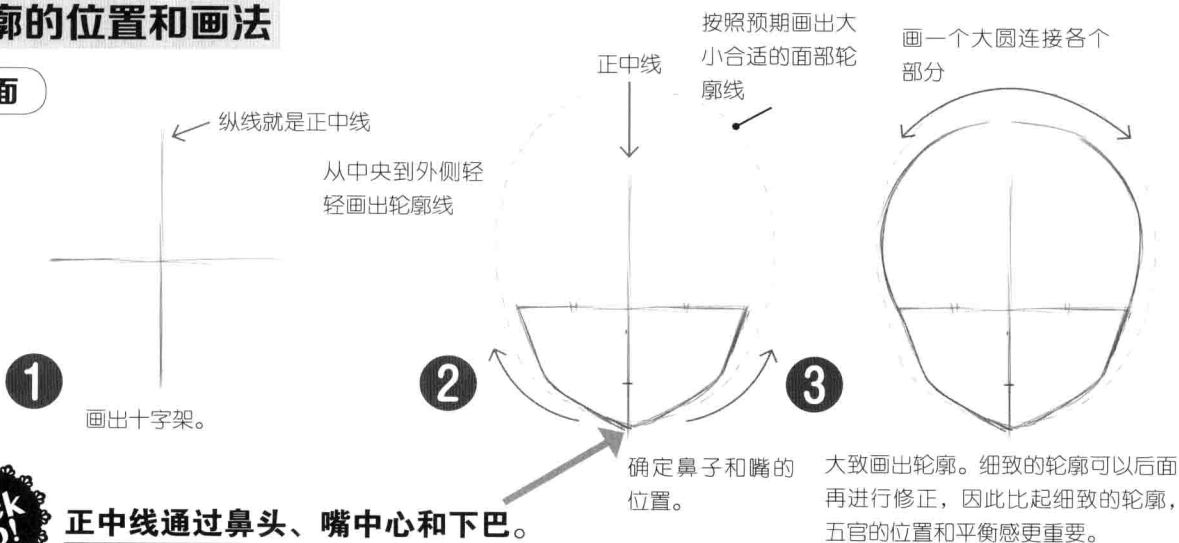 廓的位置和画法
面
纵线就是正中线
从中央到外侧轻
轻画出轮廓线
1
画出十字架。
正中线
按照预期画出大
小合适的面部轮
廓线
2
确定鼻子和嘴的
位置。
画一个大圆连接各个
部分
3
大致画出轮廓。细致的轮廓可以后面
再进行修正，因此比起细致的轮廓，
五官的位置和平衡感更重要。
正中线通过鼻头、嘴中心和下巴。